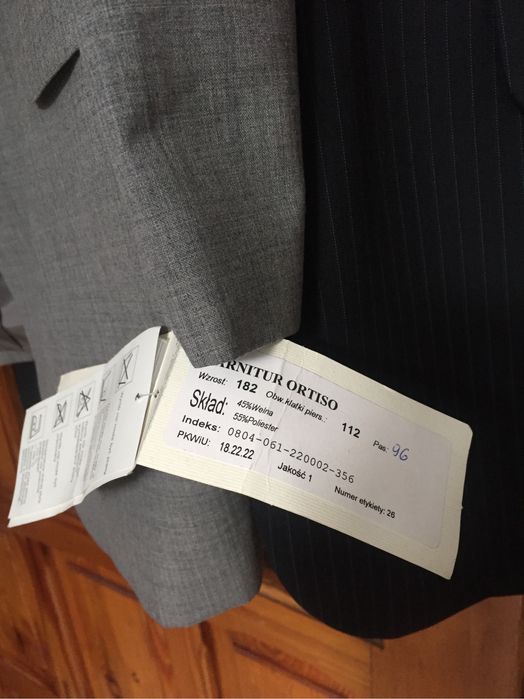 ARNITUR ORTISO
Wzrost: 182 Obw. klatki piers.: 112 Pas: 96
Skład: 45%Wełna
55%Poliester
Indeks: 0804-061-220002-356
PKWiU: 18.22.22 Jakość 1 Numer etykiety: 26